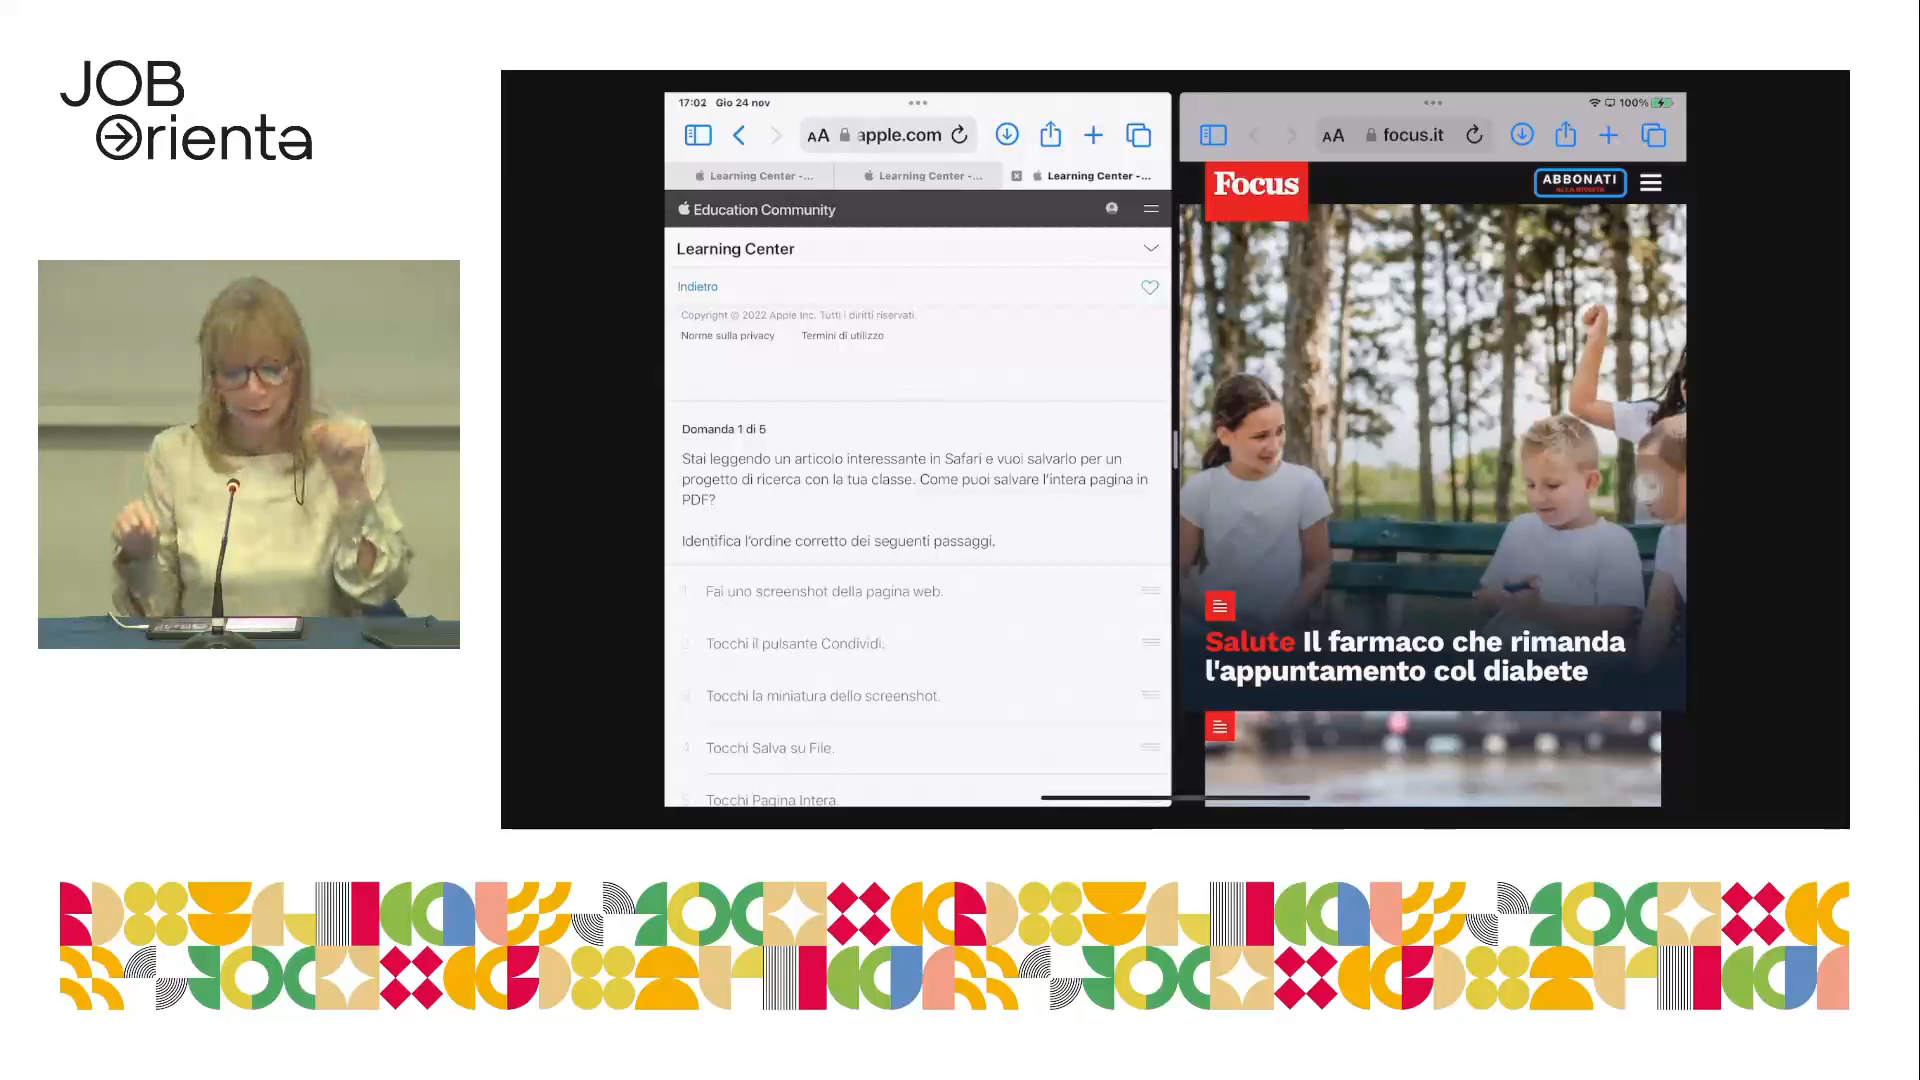 JOB
Orienta
17:02 Gio 24 nov
AA apple.com
Learning Center -...
Learning Center -...
Learning Center -...
Education Community
Learning Center
Indietro
Copyright © 2022 Apple Inc. Tutti i diritti riservati.
Norme sulla privacy Termini di utilizzo
Domanda 1 di 5
Stai leggendo un articolo interessante in Safari e vuoi salvarlo per un
progetto di ricerca con la tua classe. Come puoi salvare l'intera pagina in
PDF?
Identifica l'ordine corretto dei seguenti passaggi.
1 Fai uno screenshot della pagina web.
Tocchi il pulsante Condividi.
Tocchi la miniatura dello screenshot.
4 Tocchi Salva su File.
5 Tocchi Pagina Intera.
100%
AA focus.it
Focus
ABBONATI
ALLA RIVISTA
Salute Il farmaco che rimanda
l'appuntamento col diabete